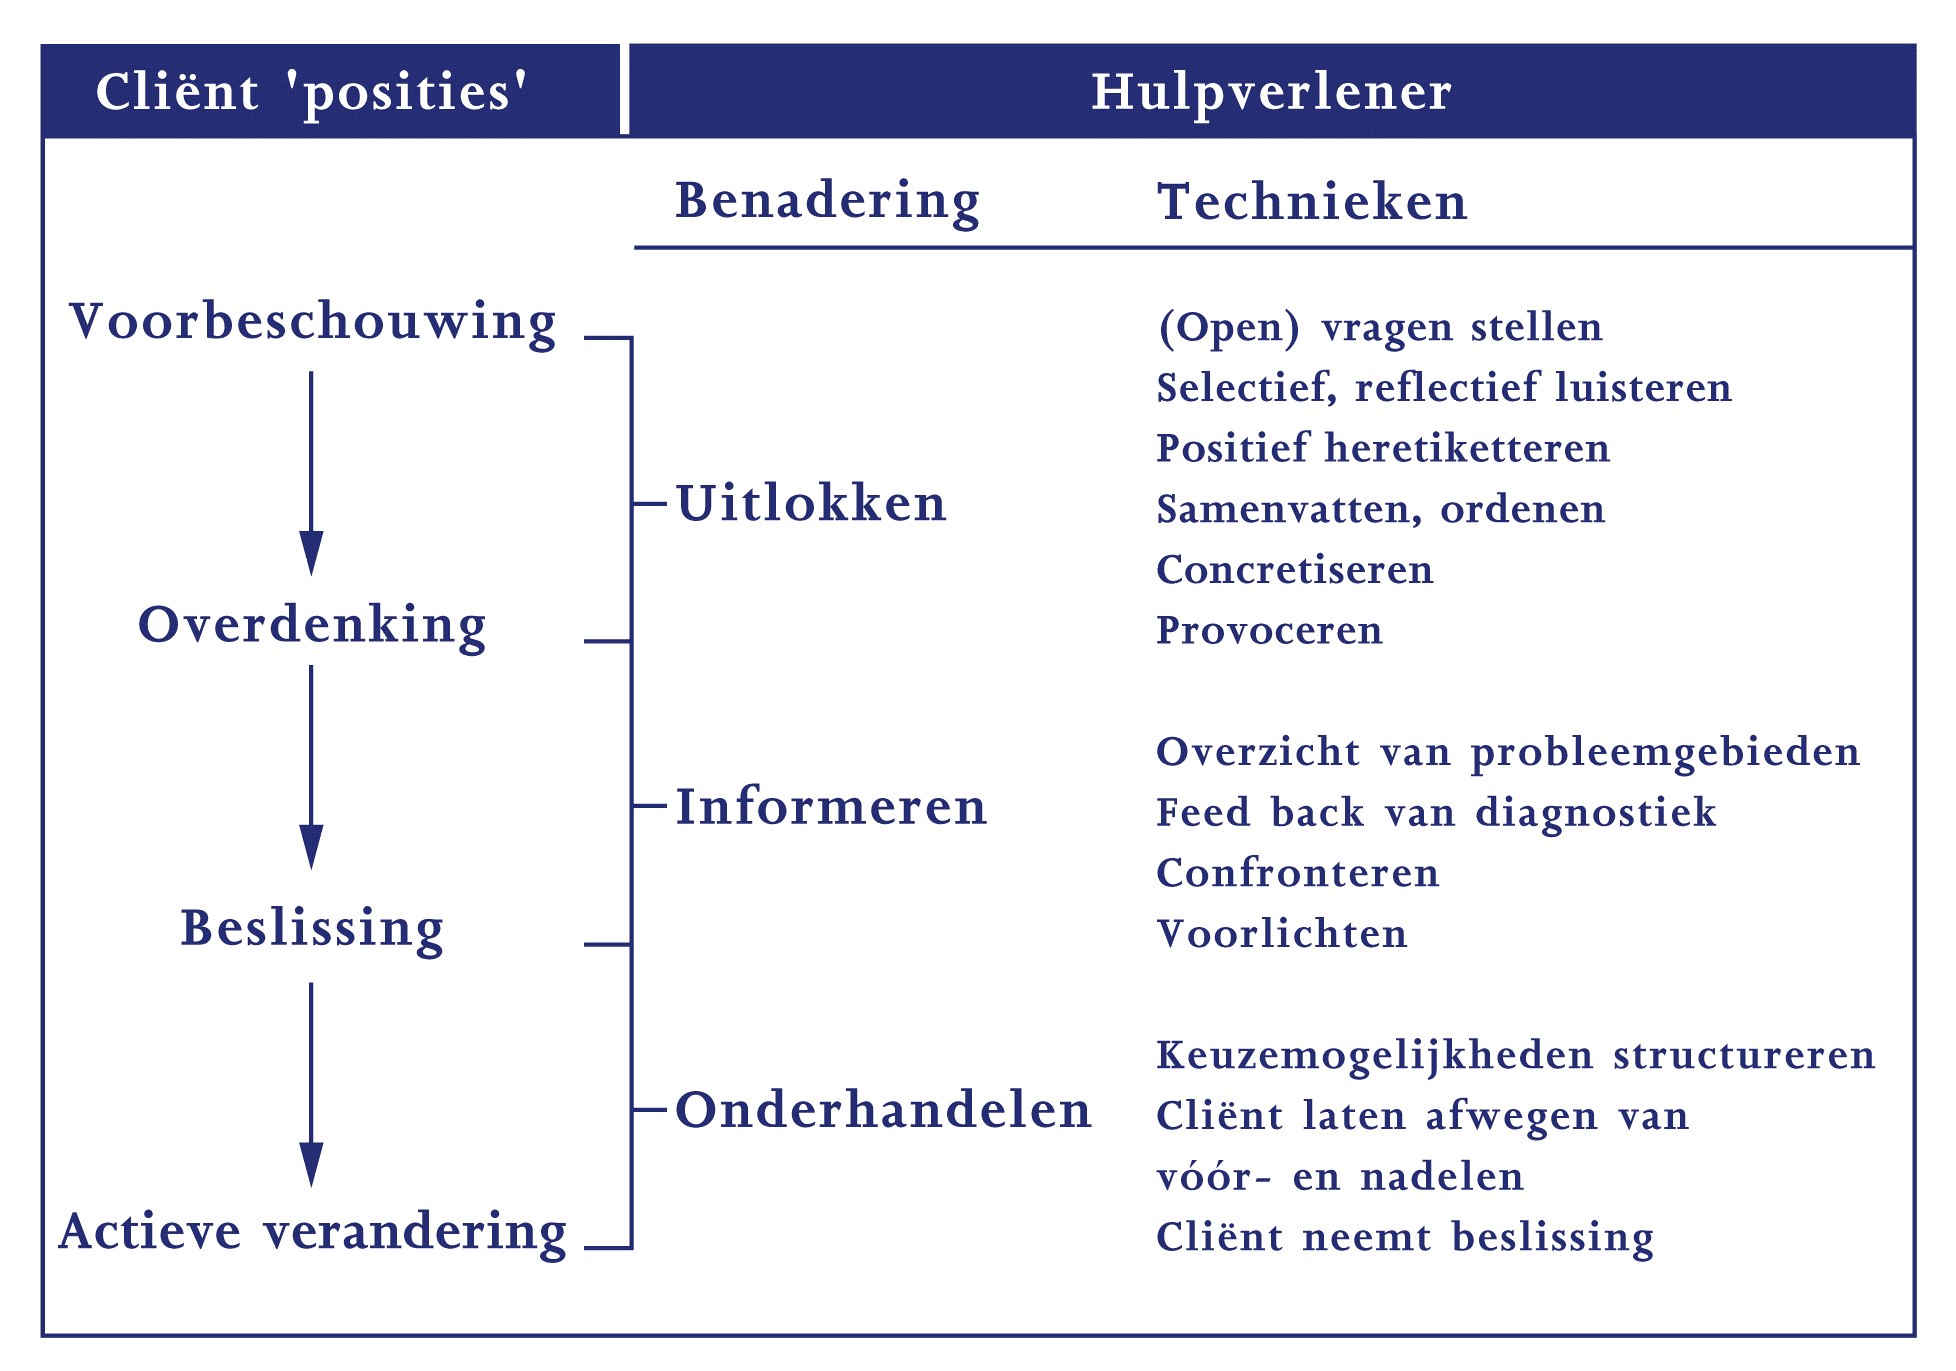 Cliënt 'posities'
Hulpverlener
Benadering
Technieken
Voorbeschouwing
Overdenking
Beslissing
Actieve verandering
Uitlokken
(Open) vragen stellen
Selectief, reflectief luisteren
Positief heretiketteren
Samenvatten, ordenen
Concretiseren
Provoceren
Informeren
Overzicht van probleemgebieden
Feed back van diagnostiek
Confronteren
Voorlichten
Onderhandelen
Keuzemogelijkheden structureren
Cliënt laten afwegen van
vóór- en nadelen
Cliënt neemt beslissing